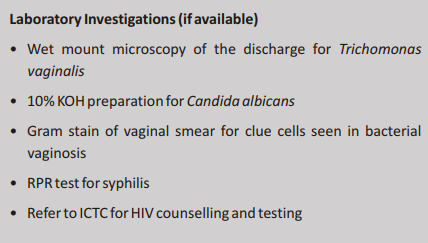 Laboratory Investigations (if available)
• Wet mount microscopy of the discharge for Trichomonas
vaginalis
• 10% KOH preparation for Candida albicans
• Gram stain of vaginal smear for clue cells seen in bacterial
vaginosis
• RPR test for syphilis
• Refer to ICTC for HIV counselling and testing